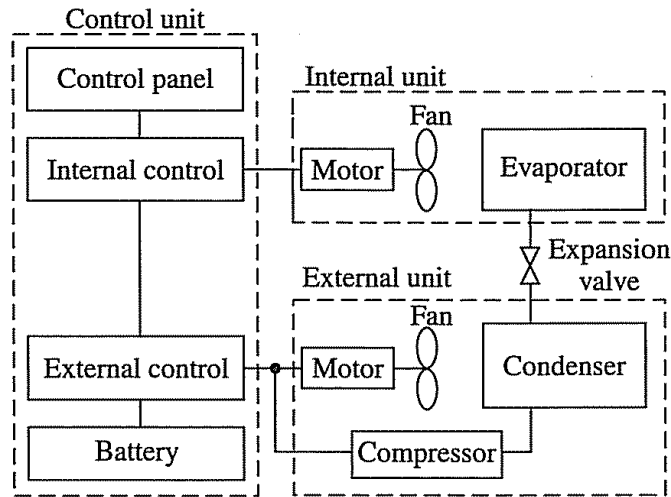 Control unit
Control panel
Internal control
External control
Battery
Internal unit
Fan
Motor
Evaporator
Expansion
valve
External unit
Fan
Motor
Condenser
Compressor